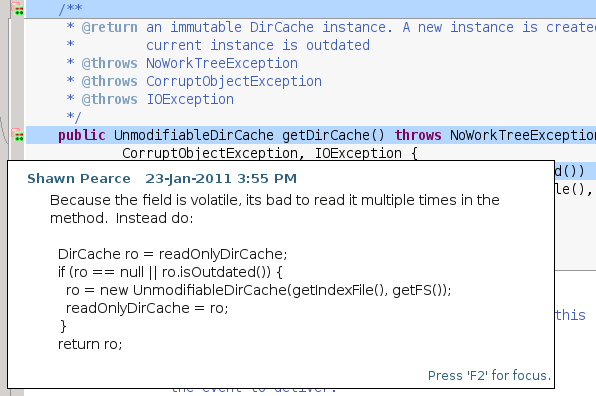 /**
* @return an immutable DirCache instance. A new instance is create
* current instance is outdated
* @throws NoWorkTreeException
* @throws CorruptObjectException
* @throws IOException
*/
public UnmodifiableDirCache getDirCache() throws NoWorkTreeException
CorruptObjectException, IOException {
d())
le(),
Shawn Pearce 23-Jan-2011 3:55 PM
Because the field is volatile, its bad to read it multiple times in the
method. Instead do:
DirCache ro = readOnlyDirCache;
if (ro == null || ro.isOutdated()) {
ro = new UnmodifiableDirCache(getIndexFile(), getFS());
readOnlyDirCache = ro;
}
return ro;
this
Press 'F2' for focus.
the event to deliver.